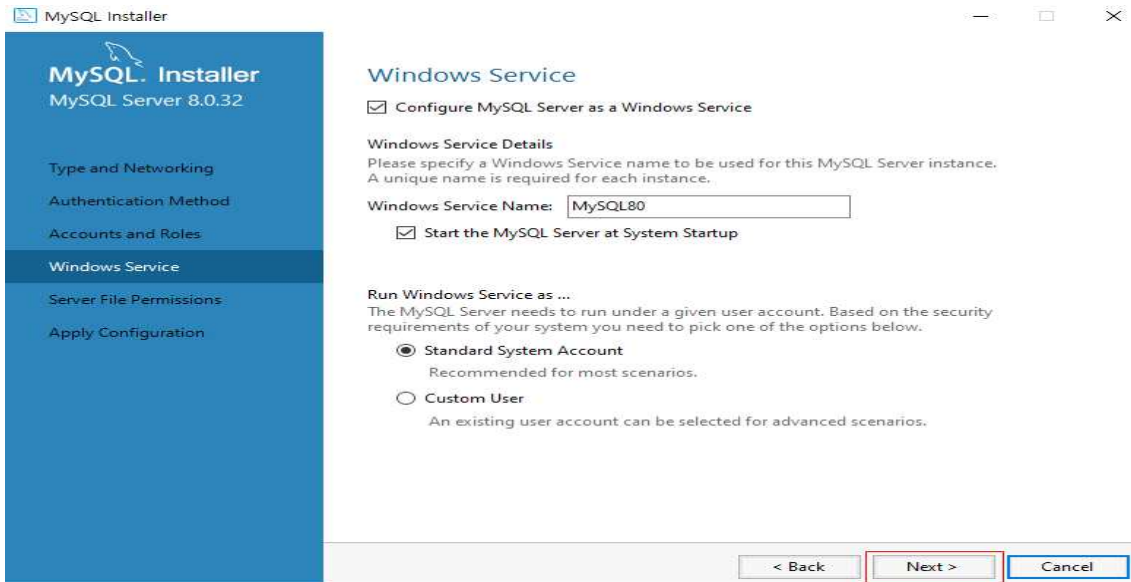 MySQL Installer
MySQL. Installer
MySQL Server 8.0.32
Type and Networking
Authentication Method
Accounts and Roles
Windows Service
Server File Permissions
Apply Configuration
Windows Service
Configure MySQL Server as a Windows Service
Windows Service Details
Please specify a Windows Service name to be used for this MySQL Server instance.
A unique name is required for each instance.
Windows Service Name: MySQL80
Start the MySQL Server at System Startup
Run Windows Service as ...
The MySQL Server needs to run under a given user account. Based on the security
requirements of your system you need to pick one of the options below.
Standard System Account
Recommended for most scenarios.
Custom User
An existing user account can be selected for advanced scenarios.
< Back Next > Cancel